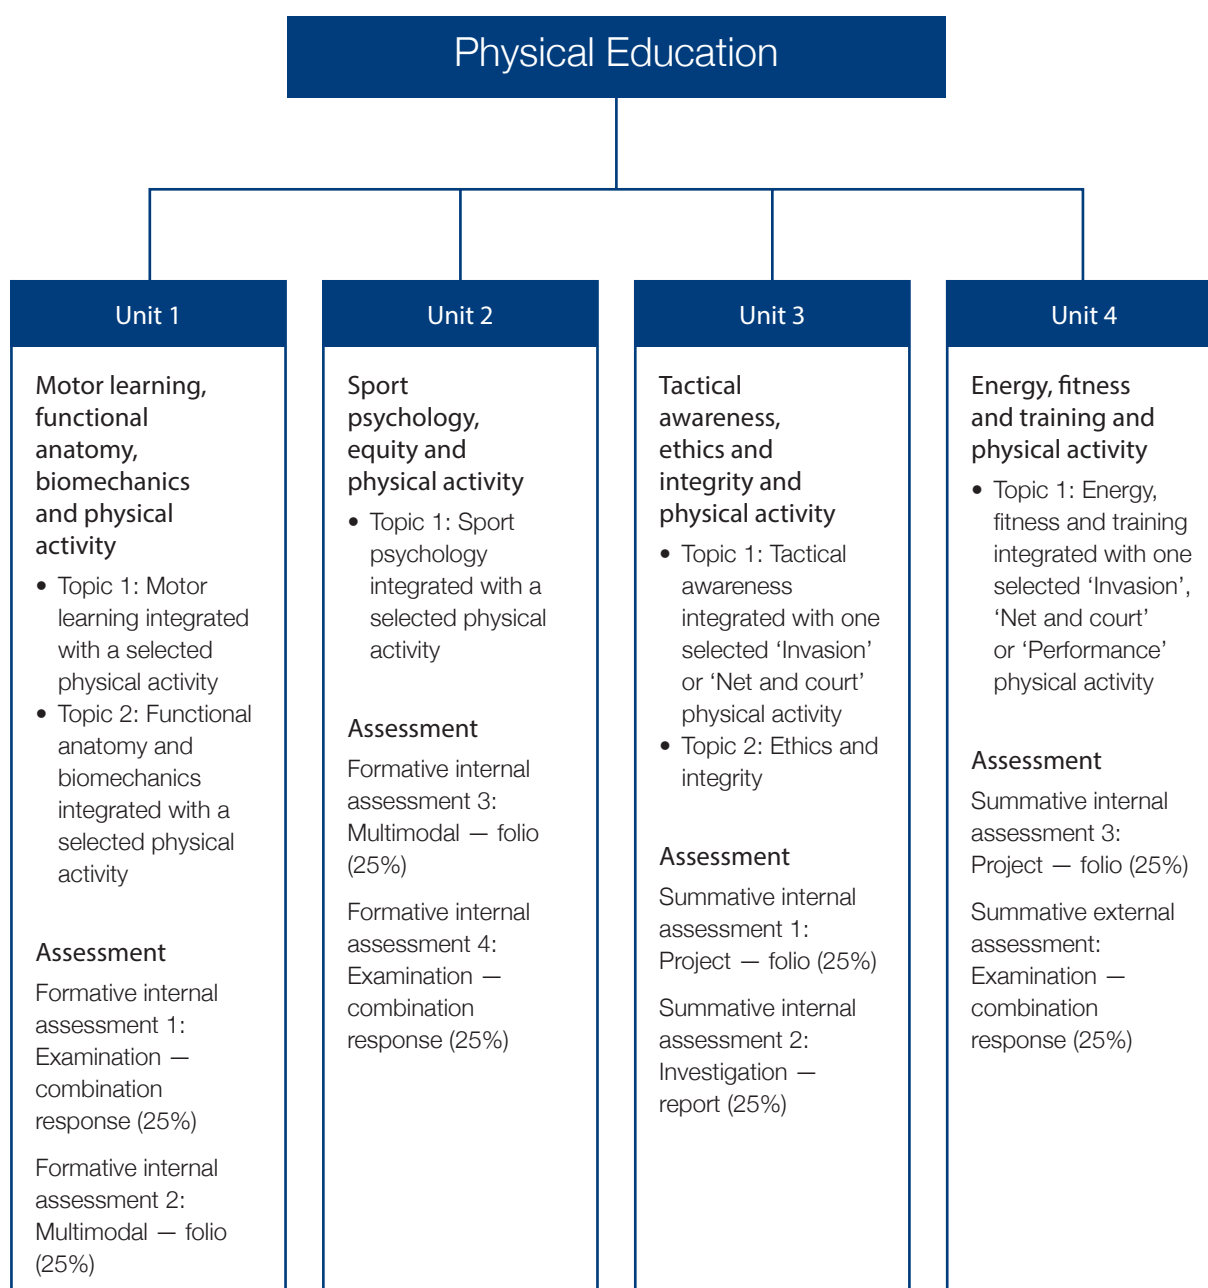 Physical Education
Unit 1
Motor learning,
functional
anatomy,
biomechanics
and physical
activity
• Topic 1: Motor
learning integrated
with a selected
physical activity
• Topic 2: Functional
anatomy and
biomechanics
integrated with a
selected physical
activity
Assessment
Formative internal
assessment 1:
Examination —
combination
response (25%)
Formative internal
assessment 2:
Multimodal — folio
(25%)
Unit 2
Sport
psychology,
equity and
physical activity
• Topic 1: Sport
psychology
integrated with a
selected physical
activity
Assessment
Formative internal
assessment 3:
Multimodal — folio
(25%)
Formative internal
assessment 4:
Examination —
combination
response (25%)
Unit 3
Tactical
awareness,
ethics and
integrity and
physical activity
• Topic 1: Tactical
awareness
integrated with one
selected ‘Invasion’
or ‘Net and court’
physical activity
• Topic 2: Ethics and
integrity
Assessment
Summative internal
assessment 1:
Project — folio (25%)
Summative internal
assessment 2:
Investigation —
report (25%)
Unit 4
Energy, fitness
and training and
physical activity
• Topic 1: Energy,
fitness and training
integrated with one
selected ‘Invasion’,
‘Net and court’
or ‘Performance’
physical activity
Assessment
Summative internal
assessment 3:
Project — folio (25%)
Summative external
assessment:
Examination —
combination
response (25%)